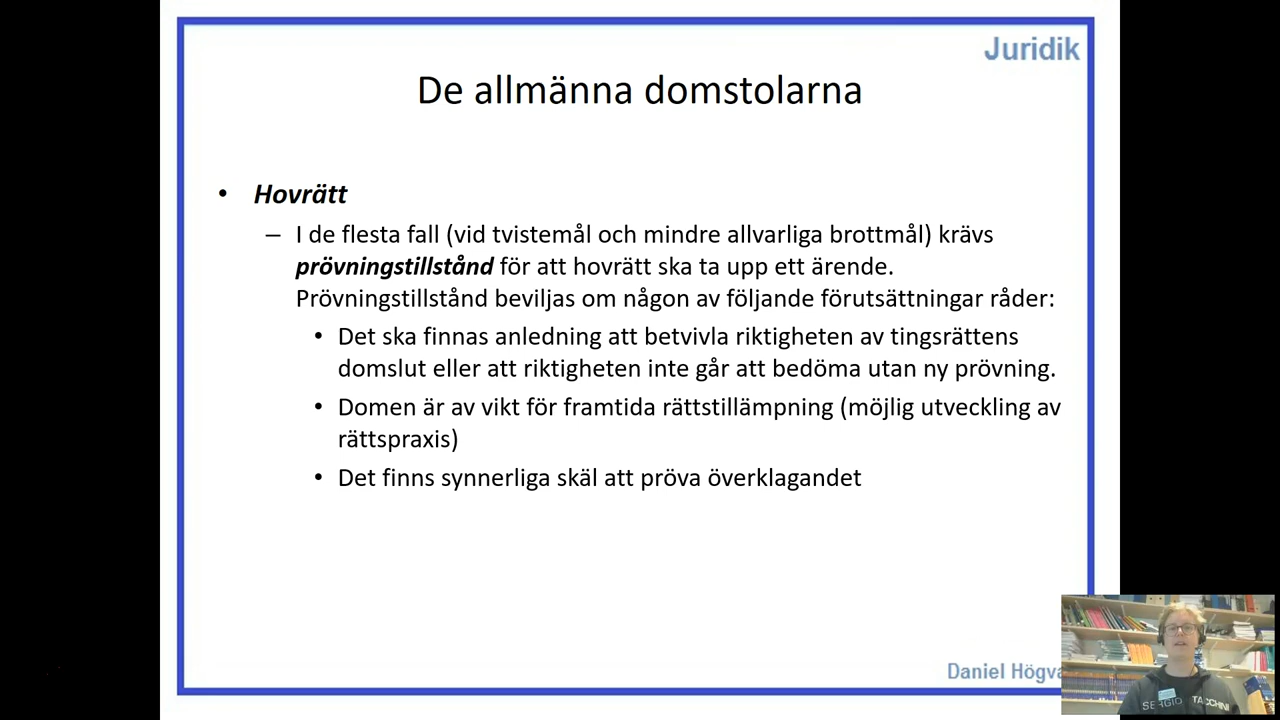 Juridik
De allmänna domstolarna
• Hovrätt
– I de flesta fall (vid tvistemål och mindre allvarliga brottmål) krävs
prövningstillstånd för att hovrätt ska ta upp ett ärende.
Prövningstillstånd beviljas om någon av följande förutsättningar råder:
• Det ska finnas anledning att betvivla riktigheten av tingsrättens
domslut eller att riktigheten inte går att bedöma utan ny prövning.
• Domen är av vikt för framtida rättstillämpning (möjlig utveckling av
rättspraxis)
• Det finns synnerliga skäl att pröva överklagandet
Daniel Högva
SERGIO TACCHINI